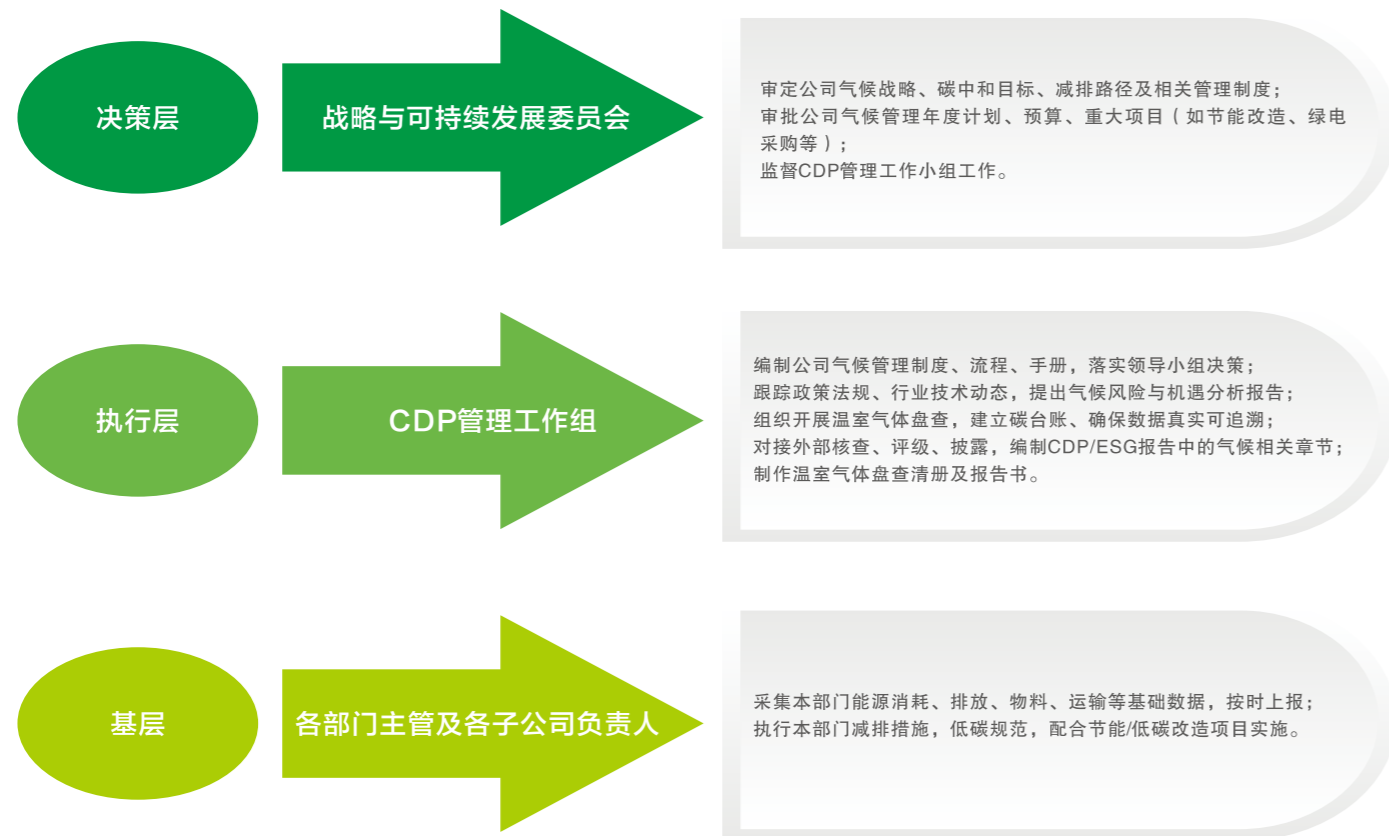 决策层
战略与可持续发展委员会
审定公司气候战略、碳中和目标、减排路径及相关管理制度；
审批公司气候管理年度计划、预算、重大项目（如节能改造、绿电
采购等）；
监督CDP管理工作小组工作。
执行层
CDP管理工作组
编制公司气候管理制度、流程、手册，落实领导小组决策；
跟踪政策法规、行业技术动态，提出气候风险与机遇分析报告；
组织开展温室气体盘查，建立碳台账、确保数据真实可追溯；
对接外部核查、评级、披露，编制CDP/ESG报告中的气候相关章节；
制作温室气体盘查清册及报告书。
基层
各部门主管及各子公司负责人
采集本部门能源消耗、排放、物料、运输等基础数据，按时上报；
执行本部门减排措施，低碳规范，配合节能/低碳改造项目实施。